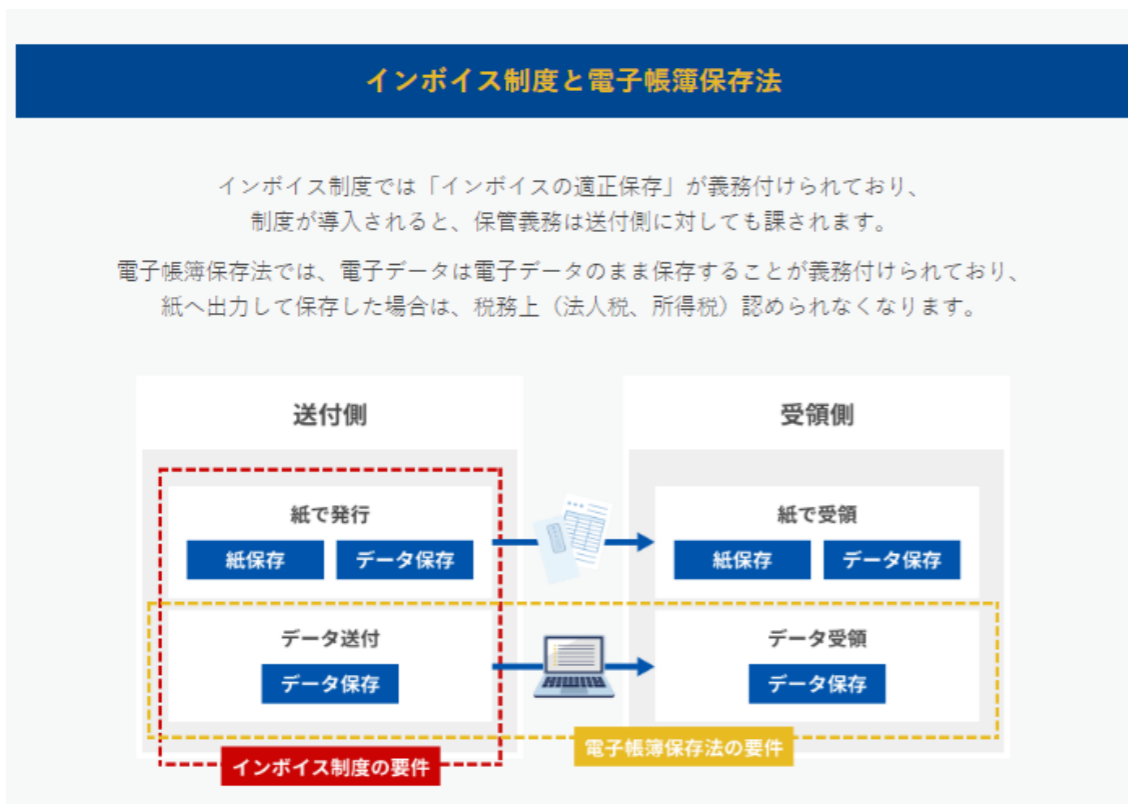 インボイス制度と電子帳簿保存法
インボイス制度では「インボイスの適正保存」が義務付けられており、
制度が導入されると、保管義務は送付側に対しても課されます。
電子帳簿保存法では、電子データは電子データのまま保存することが義務付けられており、
紙へ出力して保存した場合は、税務上（法人税、所得税）認められなくなります。
送付側
受領側
紙で発行
紙保存
データ保存
紙で受領
紙保存
データ保存
データ送付
データ保存
データ受領
データ保存
電子帳簿保存法の要件
インボイス制度の要件